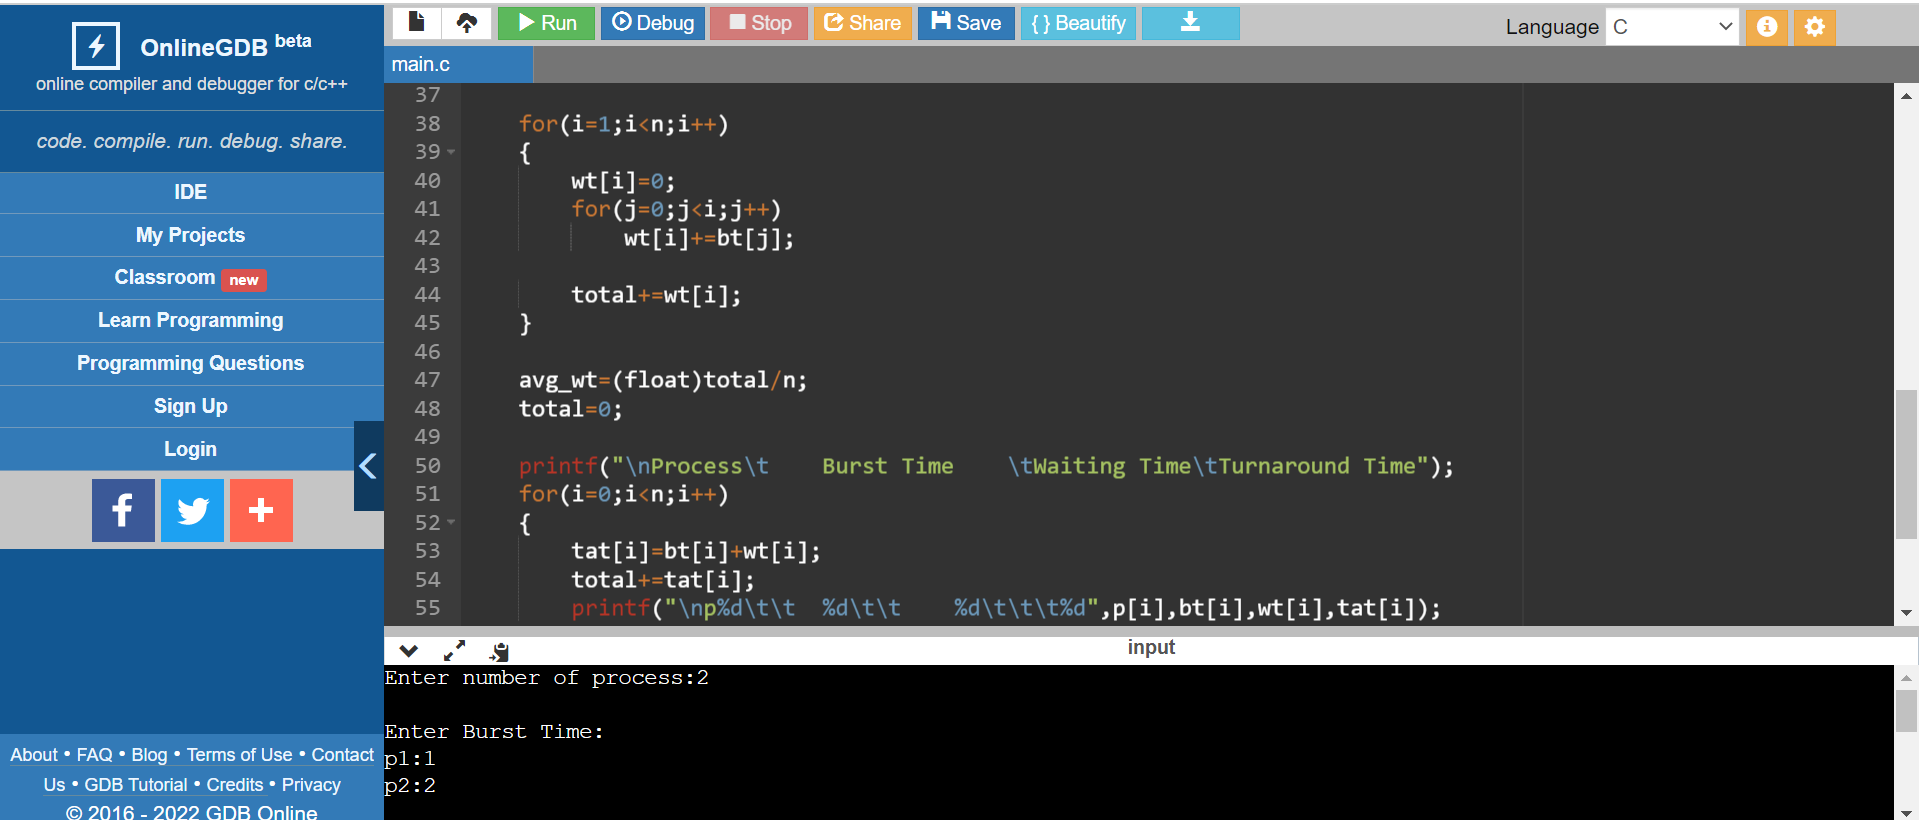 OnlineGDB beta
online compiler and debugger for c/c++
code. compile. run. debug. share.
IDE
My Projects
Classroom new
Learn Programming
Programming Questions
Sign Up
Login
About • FAQ • Blog • Terms of Use • Contact
Us • GDB Tutorial • Credits • Privacy
© 2016 - 2022 GDB Online
Run Debug Stop Share Save {} Beautify
Language C
main.c
37
38 for(i=1;i<n;i++)
39 {
40 wt[i]=0;
41 for(j=0;j<i;j++)
42 wt[i]+=bt[j];
43
44 total+=wt[i];
45 }
46
47 avg_wt=(float)total/n;
48 total=0;
49
50 printf("\nProcess\t    Burst Time    \tWaiting Time\tTurnaround Time");
51 for(i=0;i<n;i++)
52 {
53 tat[i]=bt[i]+wt[i];
54 total+=tat[i];
55 printf("\np%d\t\t  %d\t\t    %d\t\t\t%d",p[i],bt[i],wt[i],tat[i]);
input
Enter number of process:2
Enter Burst Time:
p1:1
p2:2